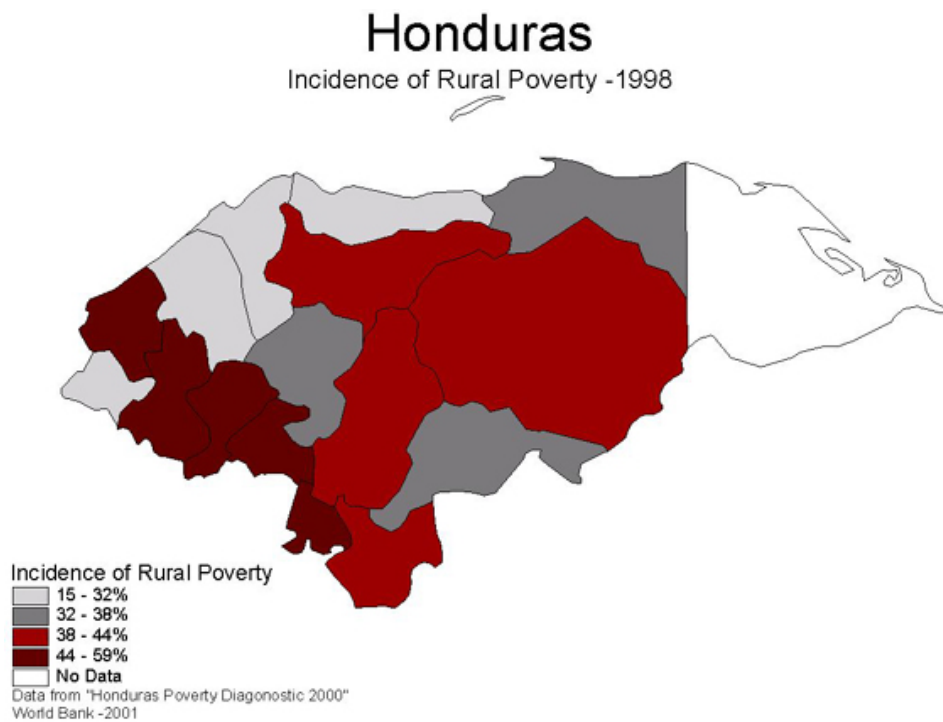 Honduras
Incidence of Rural Poverty -1998
Incidence of Rural Poverty
15 - 32%
32 - 38%
38 - 44%
44 - 59%
No Data
Data from "Honduras Poverty Diagonostic 2000"
World Bank -2001